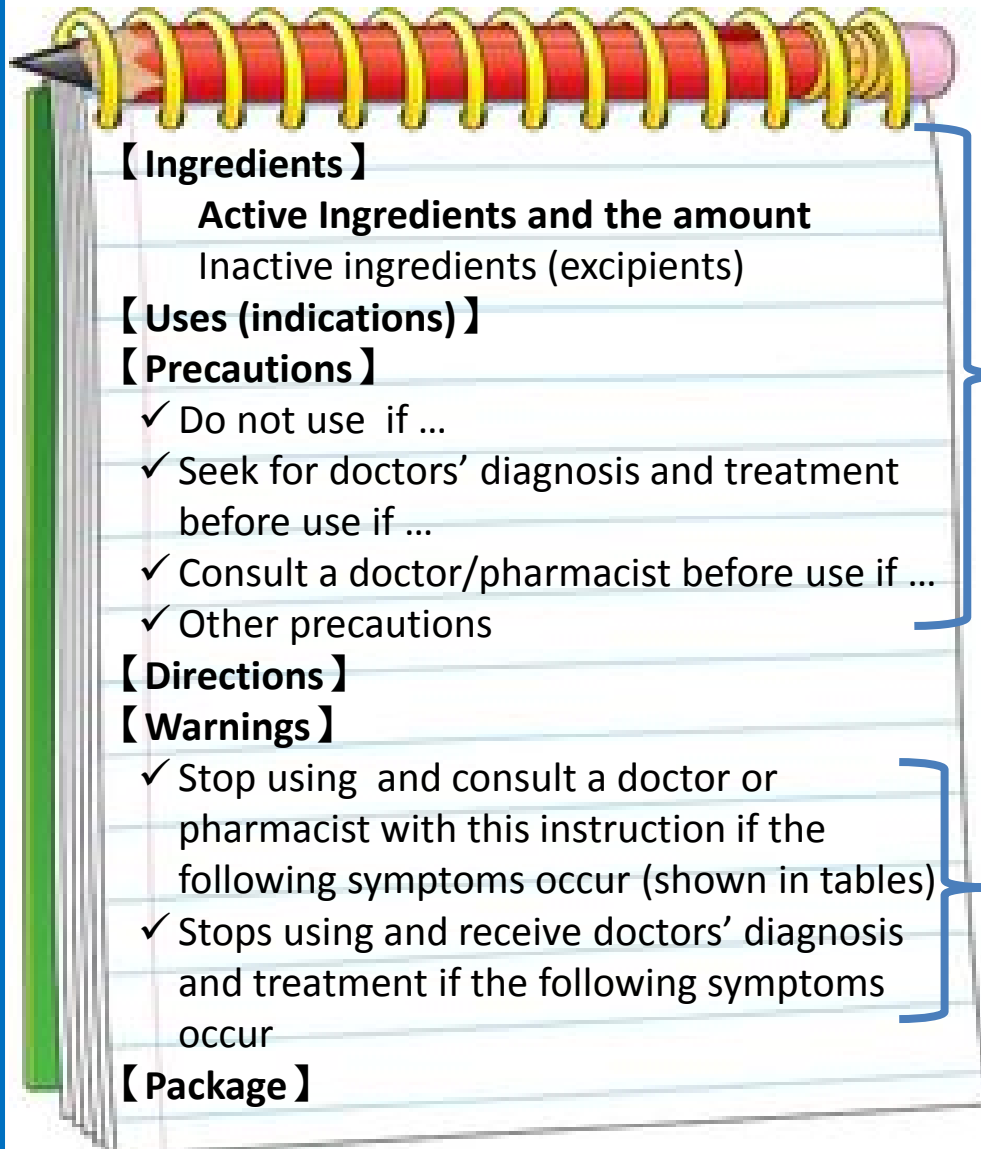 【Ingredients】
Active Ingredients and the amount
Inactive ingredients (excipients)
【Uses (indications)】
【Precautions】
✓ Do not use if …
✓ Seek for doctors’ diagnosis and treatment
before use if …
✓ Consult a doctor/pharmacist before use if …
✓ Other precautions
【Directions】
【Warnings】
✓ Stop using and consult a doctor or
pharmacist with this instruction if the
following symptoms occur (shown in tables)
✓ Stops using and receive doctors’ diagnosis
and treatment if the following symptoms
occur
【Package】